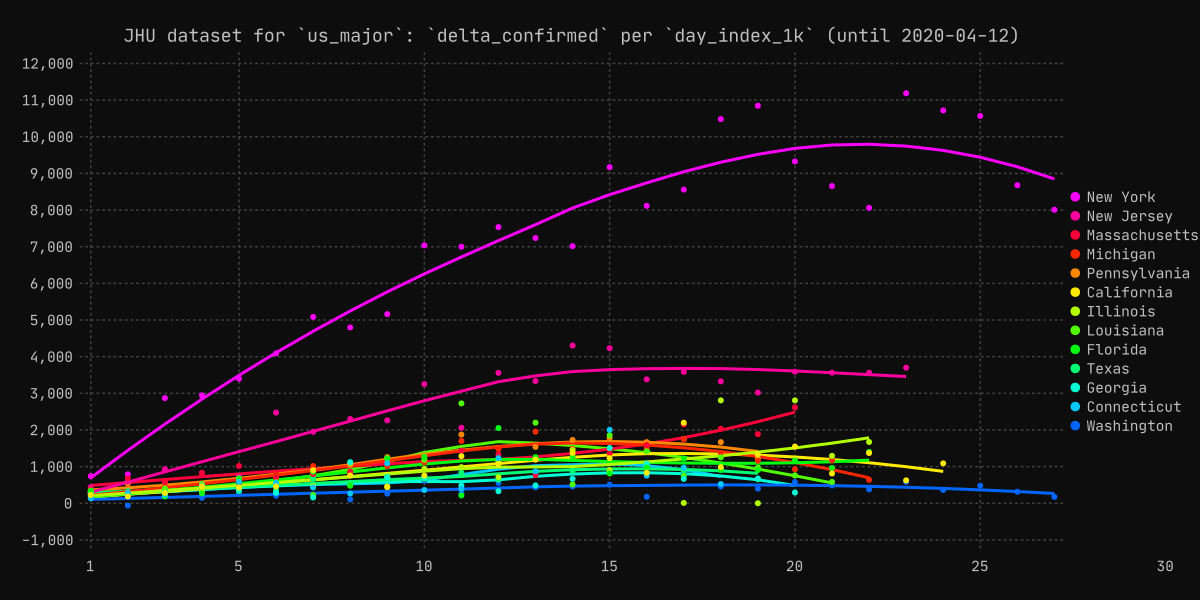 JHU dataset for `us_major`: `delta_confirmed` per `day_index_1k` (until 2020-04-12)
12,000
11,000
10,000
9,000
8,000
7,000
6,000
5,000
4,000
3,000
2,000
1,000
0
-1,000
1 5 10 15 20 25 30
New York
New Jersey
Massachusetts
Michigan
Pennsylvania
California
Illinois
Louisiana
Florida
Texas
Georgia
Connecticut
Washington